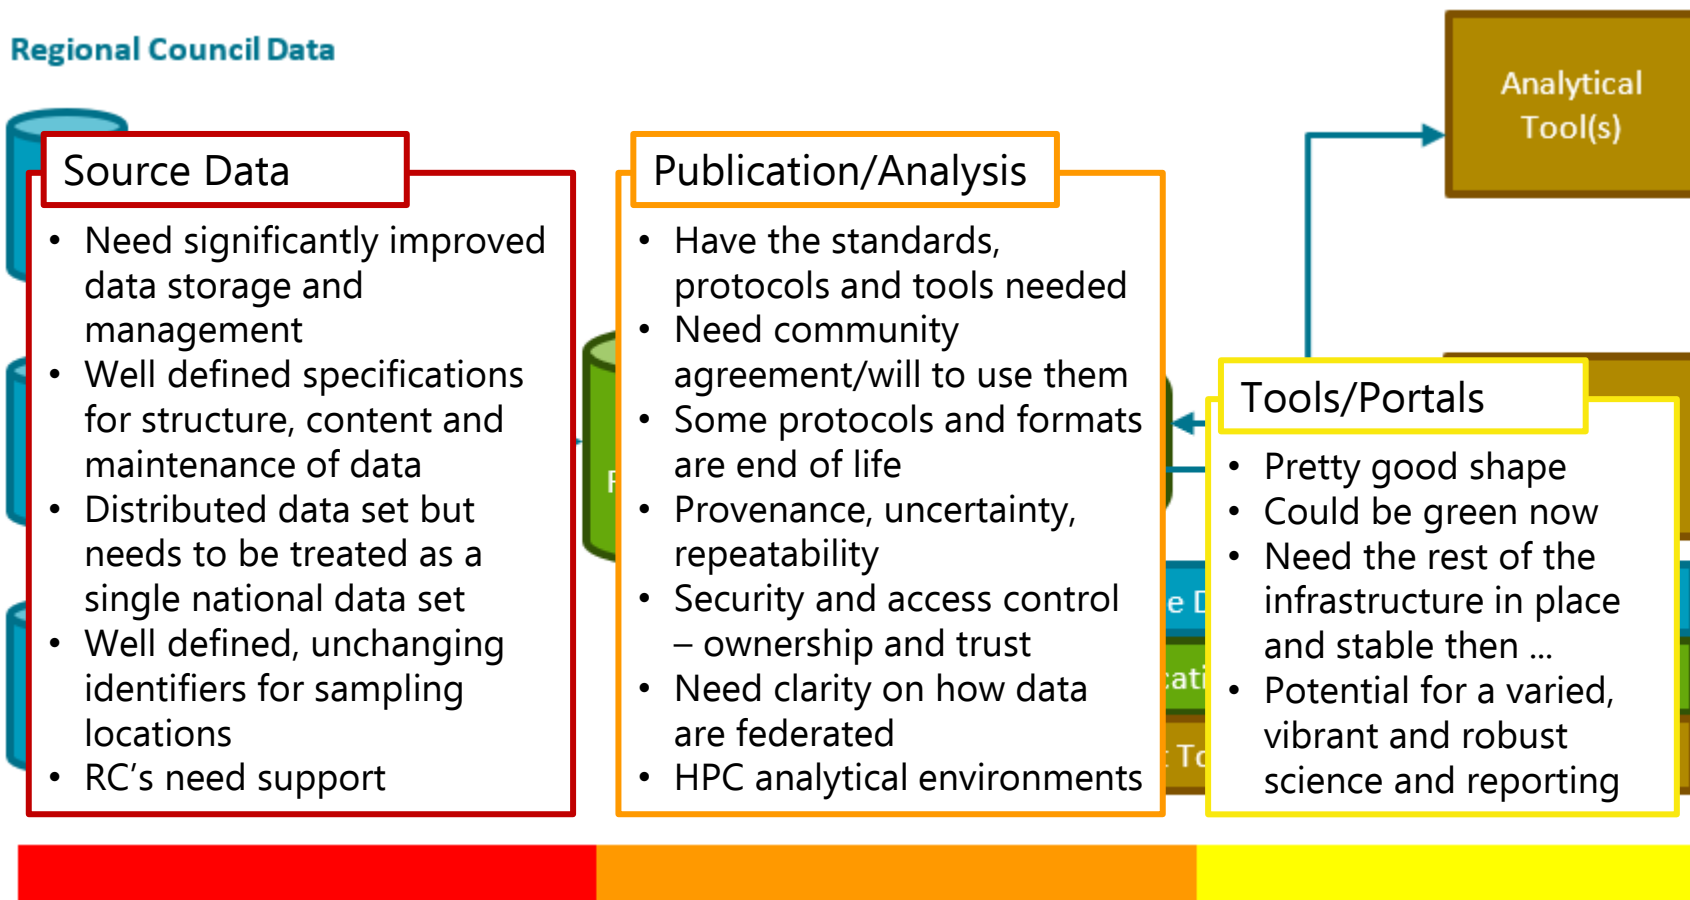 Regional Council Data
Analytical
Tool(s)
Source Data
• Need significantly improved
data storage and
management
• Well defined specifications
for structure, content and
maintenance of data
• Distributed data set but
needs to be treated as a
single national data set
• Well defined, unchanging
identifiers for sampling
locations
• RC’s need support
Publication/Analysis
• Have the standards,
protocols and tools needed
• Need community
agreement/will to use them
• Some protocols and formats
are end of life
• Provenance, uncertainty,
repeatability
• Security and access control
– ownership and trust
• Need clarity on how data
are federated
• HPC analytical environments
Tools/Portals
• Pretty good shape
• Could be green now
• Need the rest of the
infrastructure in place
and stable then ...
• Potential for a varied,
vibrant and robust
science and reporting